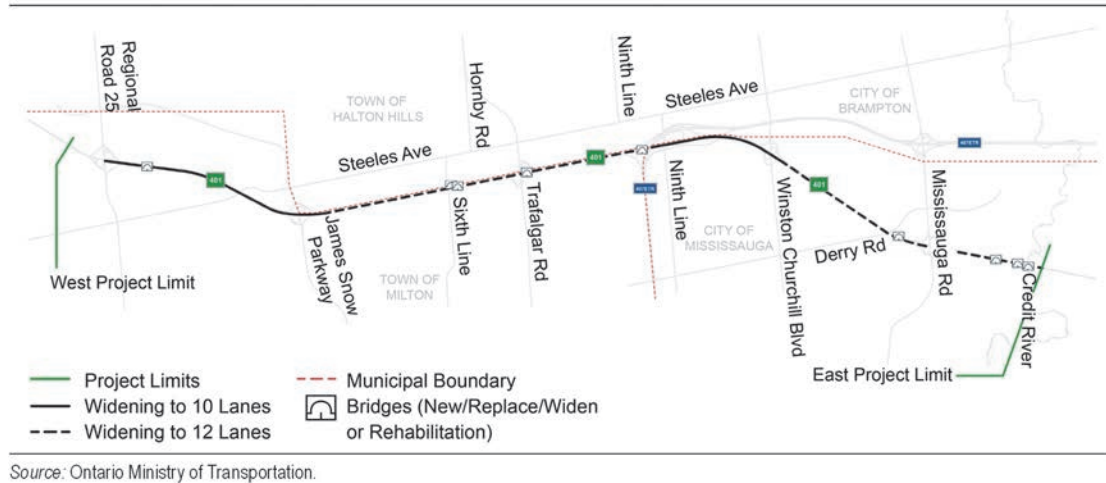 Regional
Road 25
TOWN OF
HALTON HILLS
Hornby Rd
Ninth Line
Steeles Ave
CITY OF
BRAMPTON
Steeles Ave
401
401
401
West Project Limit
James Snow
Parkway
TOWN OF
MILTON
Sixth Line
Trafalgar Rd
Ninth Line
CITY OF
MISSISSAUGA
Winston Churchill Blvd
Derry Rd
Mississauga Rd
Credit River
East Project Limit
Project Limits
Widening to 10 Lanes
Widening to 12 Lanes
Municipal Boundary
Bridges (New/Replace/Widen
or Rehabilitation)
Source: Ontario Ministry of Transportation.